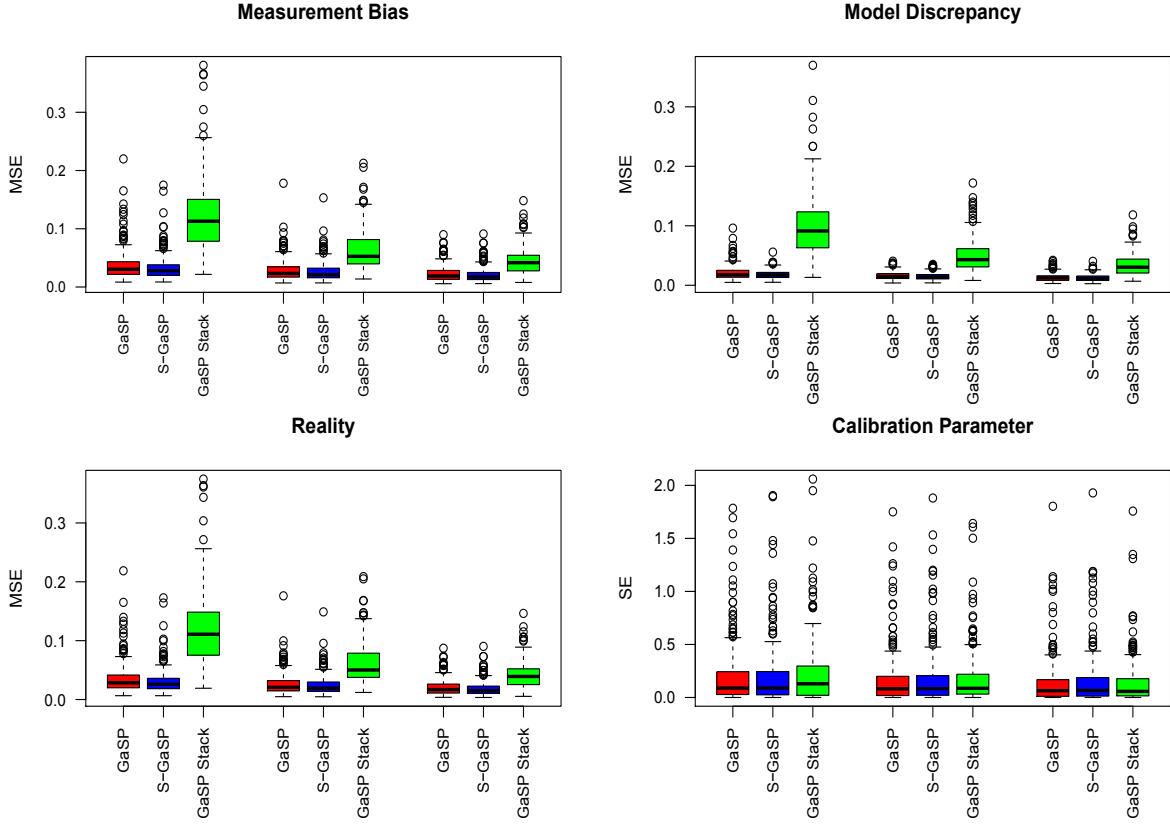 Measurement Bias
MSE
0.3
0.2
0.1
0.0
GaSP
S−GaSP
GaSP Stack
GaSP
S−GaSP
GaSP Stack
GaSP
S−GaSP
GaSP Stack
Model Discrepancy
MSE
0.3
0.2
0.1
0.0
GaSP
S−GaSP
GaSP Stack
GaSP
S−GaSP
GaSP Stack
GaSP
S−GaSP
GaSP Stack
Reality
MSE
0.3
0.2
0.1
0.0
GaSP
S−GaSP
GaSP Stack
GaSP
S−GaSP
GaSP Stack
GaSP
S−GaSP
GaSP Stack
Calibration Parameter
SE
2.0
1.5
1.0
0.5
0.0
GaSP
S−GaSP
GaSP Stack
GaSP
S−GaSP
GaSP Stack
GaSP
S−GaSP
GaSP Stack